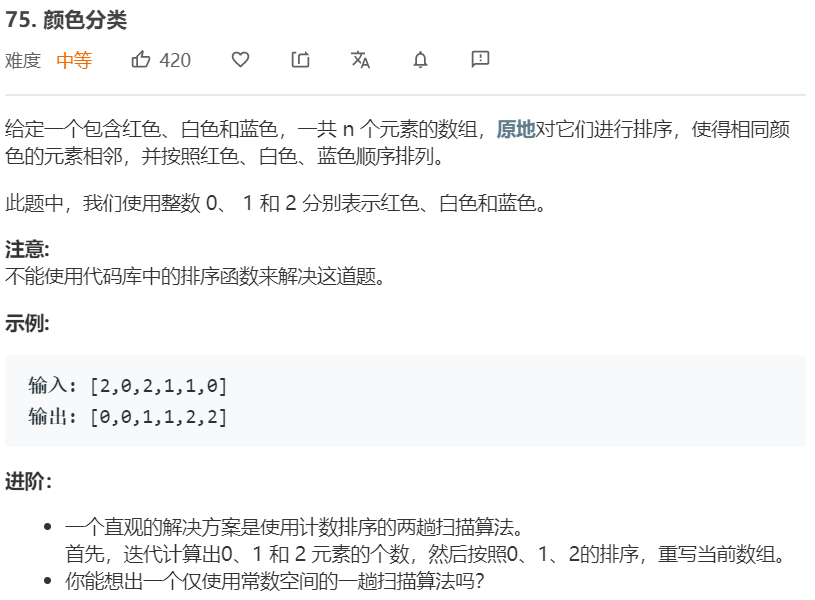 75. 颜色分类
难度 中等 420
给定一个包含红色、白色和蓝色，一共 n 个元素的数组，原地对它们进行排序，使得相同颜
色的元素相邻，并按照红色、白色、蓝色顺序排列。
此题中，我们使用整数 0、 1 和 2 分别表示红色、白色和蓝色。
注意:
不能使用代码库中的排序函数来解决这道题。
示例:
输入: [2,0,2,1,1,0]
输出: [0,0,1,1,2,2]
进阶：
• 一个直观的解决方案是使用计数排序的两趟扫描算法。
首先，迭代计算出0、1 和 2 元素的个数，然后按照0、1、2的排序，重写当前数组。
• 你能想出一个仅使用常数空间的一趟扫描算法吗？